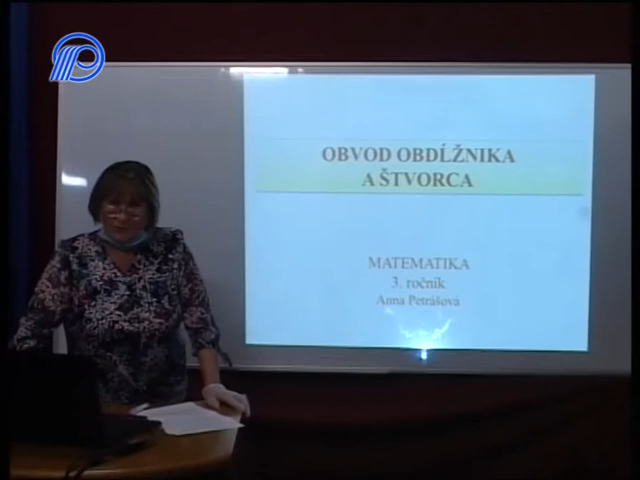 OBVOD OBDĹŽNIKA
A ŠTVORCA
MATEMATIKA
3. ročník
Anna Petrášová